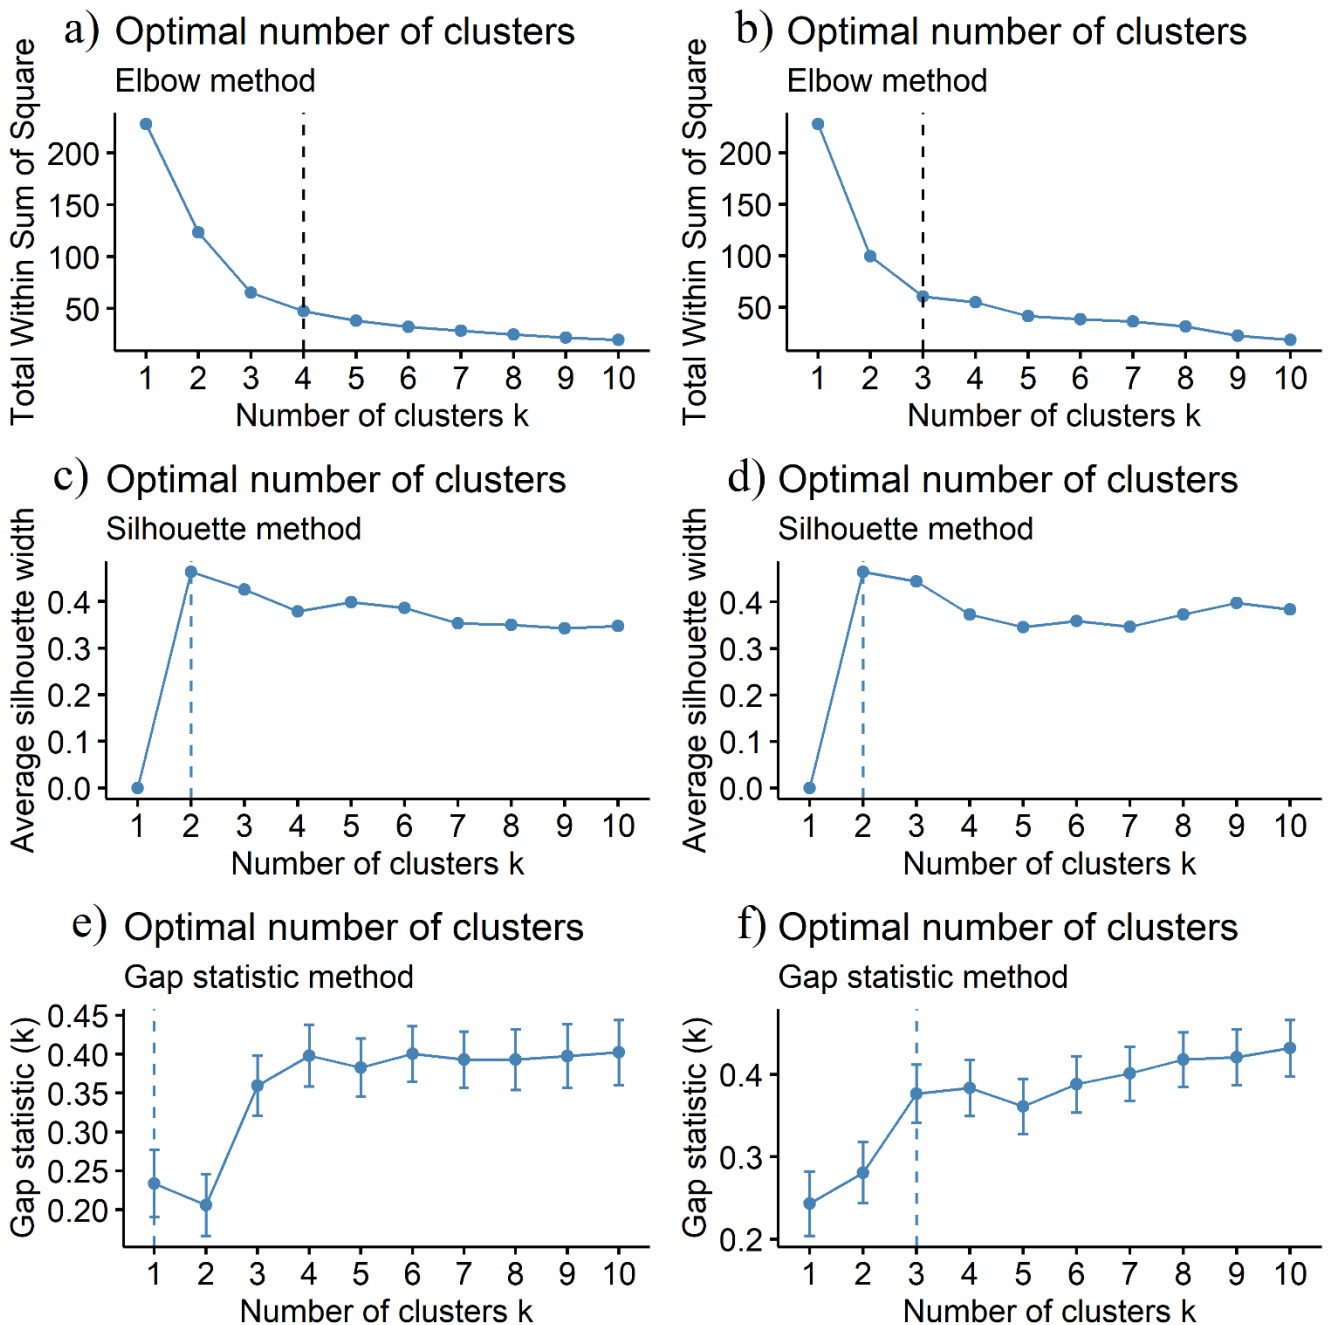 a) Optimal number of clusters
Elbow method
Total Within Sum of Square
200
150
100
50
1 2 3 4 5 6 7 8 9 10
Number of clusters k
b) Optimal number of clusters
Elbow method
Total Within Sum of Square
200
150
100
50
1 2 3 4 5 6 7 8 9 10
Number of clusters k
c) Optimal number of clusters
Silhouette method
Average silhouette width
0.4
0.3
0.2
0.1
0.0
1 2 3 4 5 6 7 8 9 10
Number of clusters k
d) Optimal number of clusters
Silhouette method
Average silhouette width
0.4
0.3
0.2
0.1
0.0
1 2 3 4 5 6 7 8 9 10
Number of clusters k
e) Optimal number of clusters
Gap statistic method
Gap statistic (k)
0.45
0.40
0.35
0.30
0.25
0.20
1 2 3 4 5 6 7 8 9 10
Number of clusters k
f) Optimal number of clusters
Gap statistic method
Gap statistic (k)
0.4
0.3
0.2
1 2 3 4 5 6 7 8 9 10
Number of clusters k